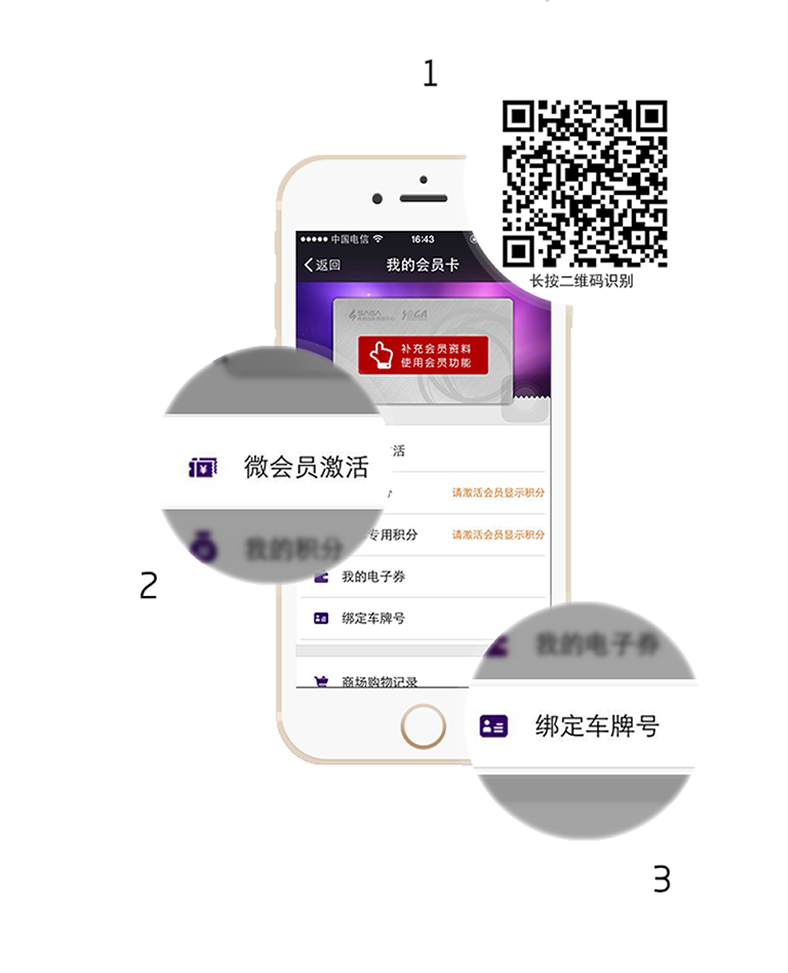 1
长按二维码识别
中国电信
16:43
返回
我的会员卡
SAGA
SAGA
补充会员资料
使用会员功能
微会员激活
活
请激活会员显示积分
我的积分
专用积分
请激活会员显示积分
2
我的电子券
绑定车牌号
商场购物记录
我的电子券
绑定车牌号
3